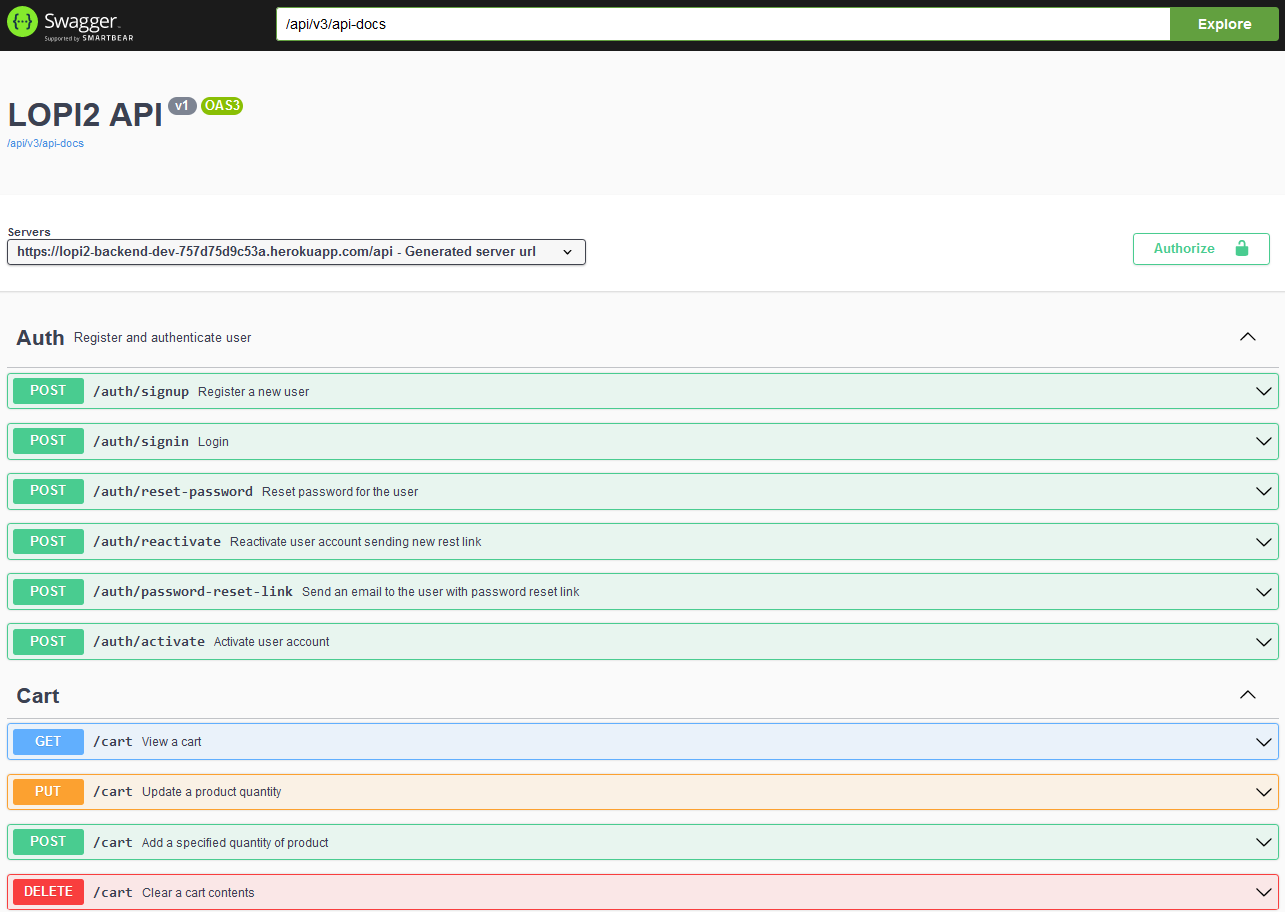 Swagger
Supported by SMARTBEAR
/api/v3/api-docs
Explore
LOPI2 API v1 OAS3
/api/v3/api-docs
Servers
https://lopi2-backend-dev-757d75d9c53a.herokuapp.com/api - Generated server url
Authorize
Auth Register and authenticate user
POST /auth/signup Register a new user
POST /auth/signin Login
POST /auth/reset-password Reset password for the user
POST /auth/reactivate Reactivate user account sending new rest link
POST /auth/password-reset-link Send an email to the user with password reset link
POST /auth/activate Activate user account
Cart
GET /cart View a cart
PUT /cart Update a product quantity
POST /cart Add a specified quantity of product
DELETE /cart Clear a cart contents